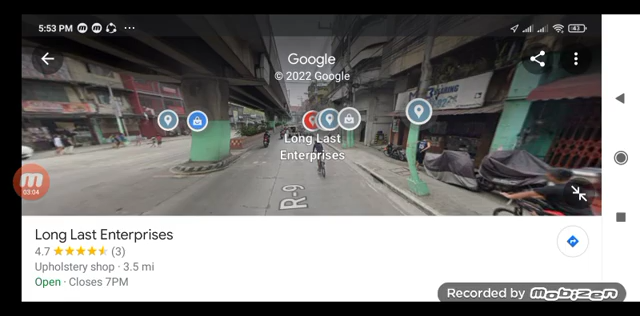 5:53 PM
43
Google
© 2022 Google
Long Last
Enterprises
R-9
03:04
Long Last Enterprises
4.7 (3)
Upholstery shop · 3.5 mi
Open · Closes 7PM
Recorded by mobizen